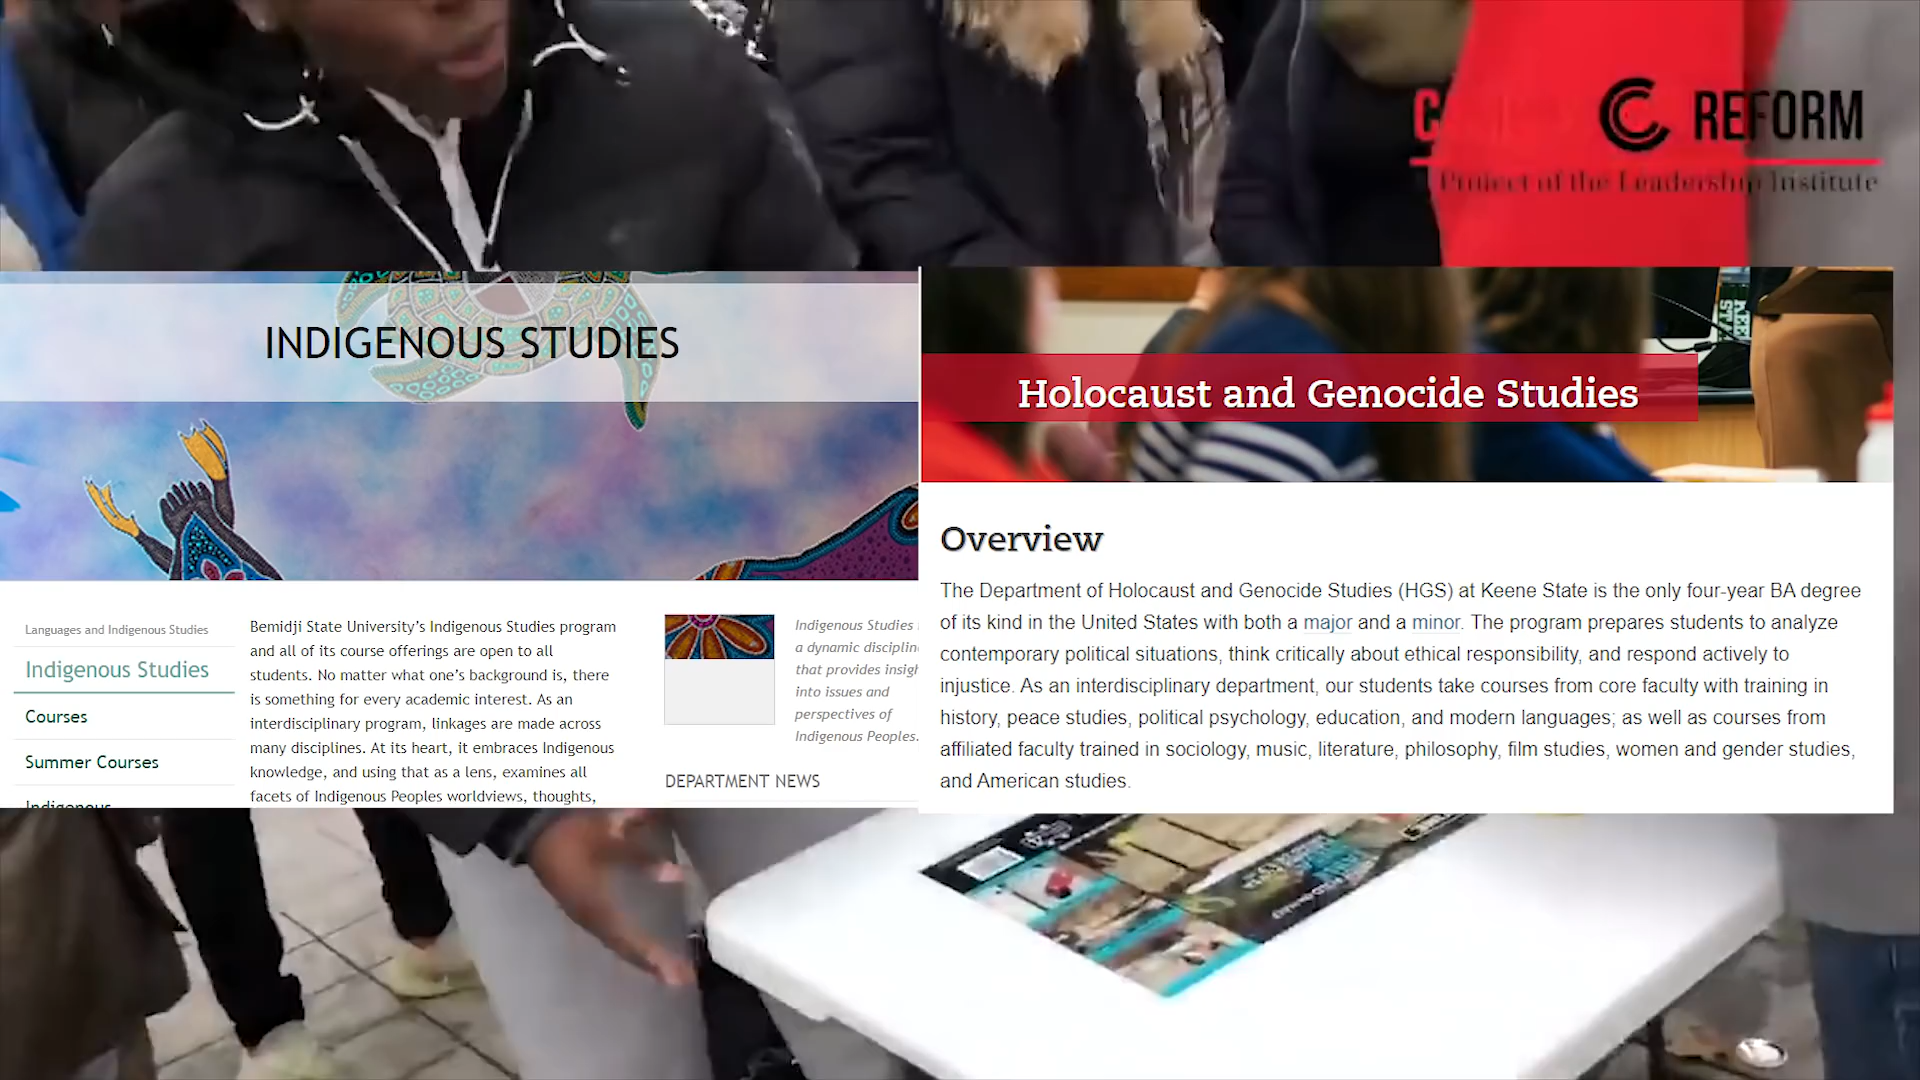 REFORM
Project of the Leadership Institute
INDIGENOUS STUDIES
Languages and Indigenous Studies
Indigenous Studies
Courses
Summer Courses
Indigenous
Bemidji State University’s Indigenous Studies program
and all of its course offerings are open to all
students. No matter what one’s background is, there
is something for every academic interest. As an
interdisciplinary program, linkages are made across
many disciplines. At its heart, it embraces Indigenous
knowledge, and using that as a lens, examines all
facets of Indigenous Peoples worldviews, thoughts,
Indigenous Studies
a dynamic disciplin
that provides insigh
into issues and
perspectives of
Indigenous Peoples.
DEPARTMENT NEWS
Holocaust and Genocide Studies
Overview
The Department of Holocaust and Genocide Studies (HGS) at Keene State is the only four-year BA degree
of its kind in the United States with both a major and a minor. The program prepares students to analyze
contemporary political situations, think critically about ethical responsibility, and respond actively to
injustice. As an interdisciplinary department, our students take courses from core faculty with training in
history, peace studies, political psychology, education, and modern languages; as well as courses from
affiliated faculty trained in sociology, music, literature, philosophy, film studies, women and gender studies,
and American studies.